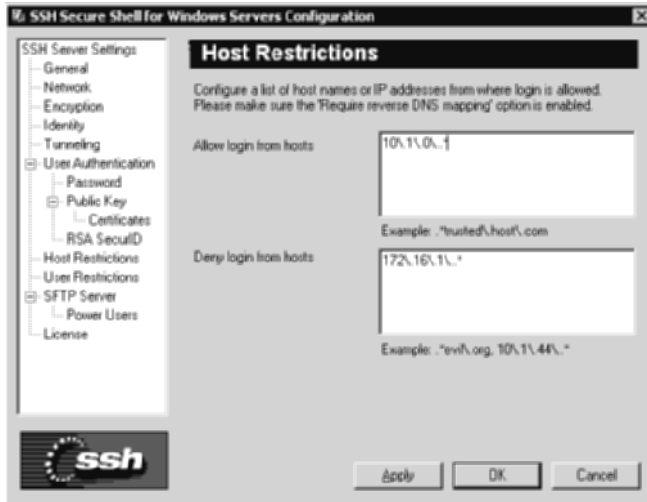 SSH Secure Shell for Windows Servers Configuration
SSH Server Settings
General
Network
Encryption
Identity
Tunneling
User Authentication
Password
Public Key
Certificates
RSA SecurID
Host Restrictions
User Restrictions
SFTP Server
Power Users
License
Host Restrictions
Configure a list of host names or IP addresses from where login is allowed.
Please make sure the 'Require reverse DNS mapping' option is enabled.
Allow login from hosts
10\.1\.0\..*
Example: .*trusted\.host\.com
Deny login from hosts
172\.16\.1\..*
Example: .*evil\.org, 10\.1\.44\..*
ssh
Apply
OK
Cancel